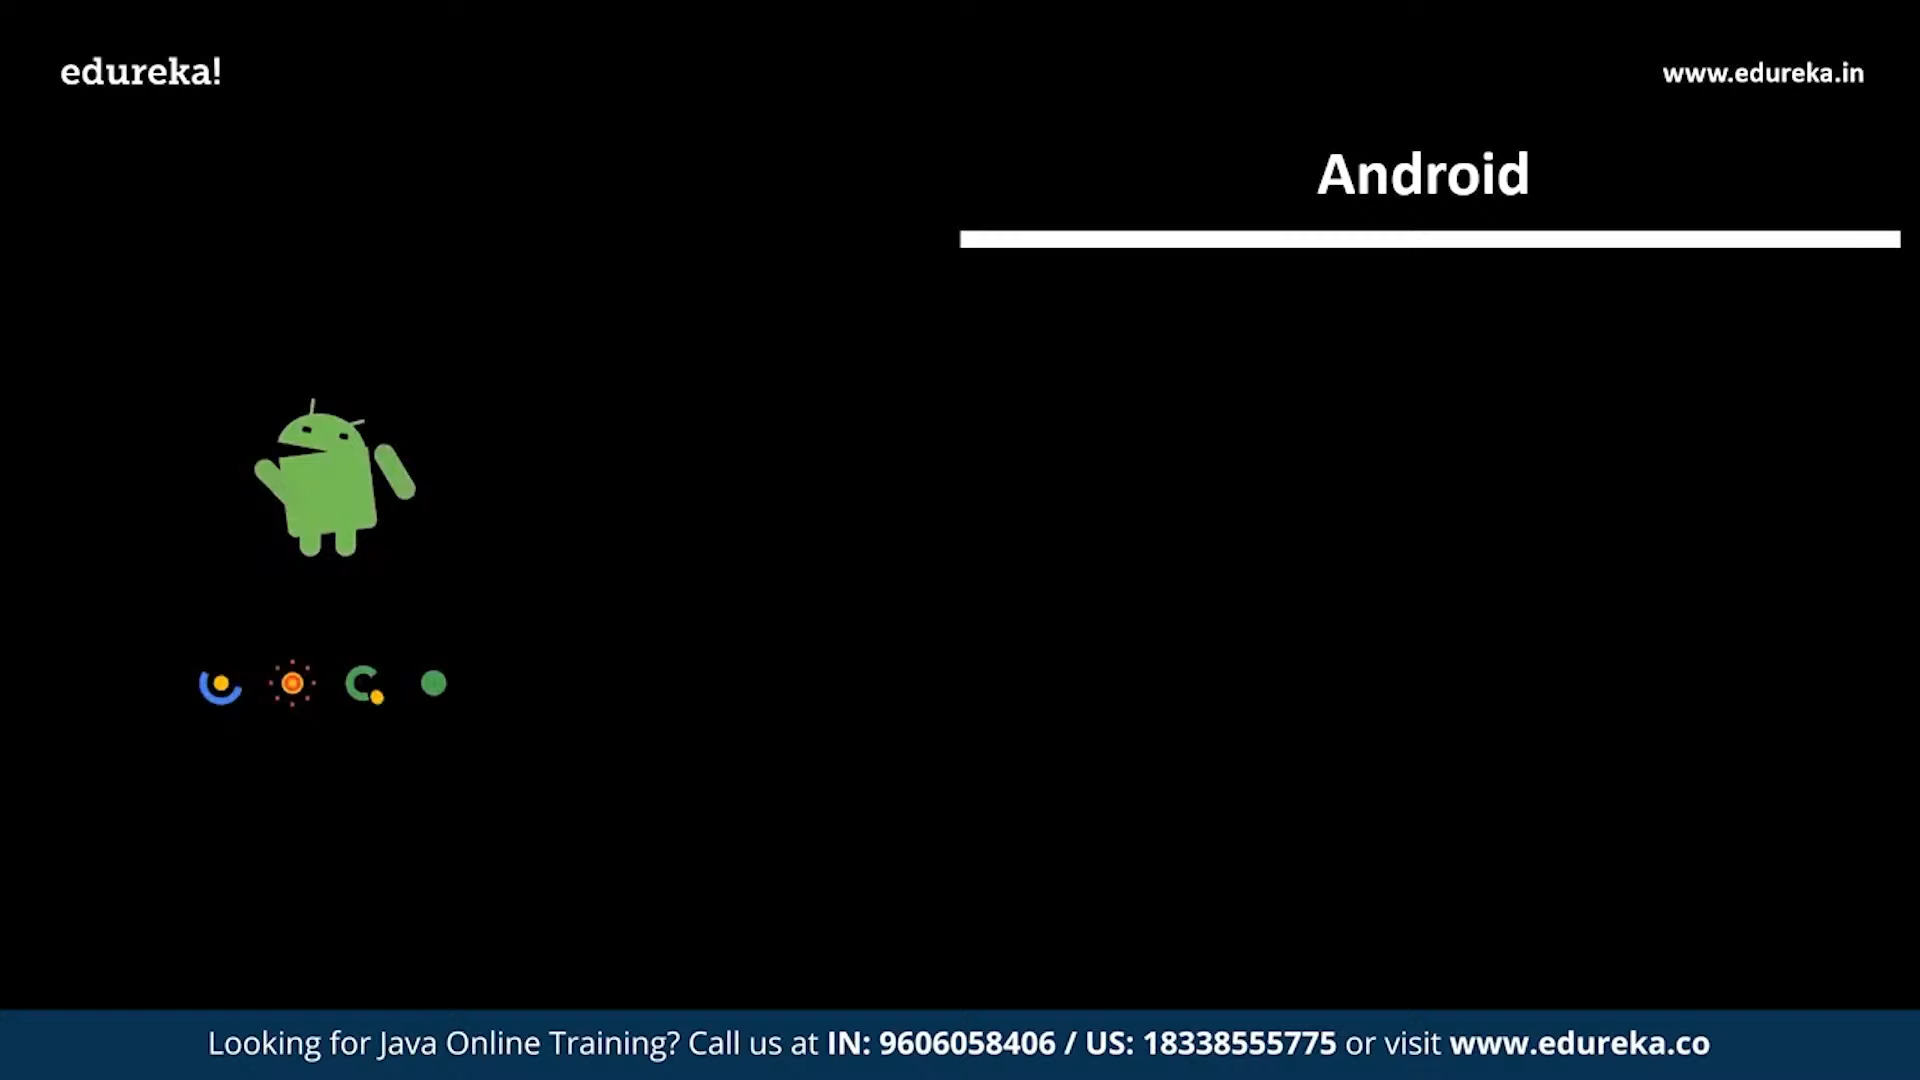 edureka!
www.edureka.in
Android
Looking for Java Online Training? Call us at IN: 9606058406 / US: 18338555775 or visit www.edureka.co